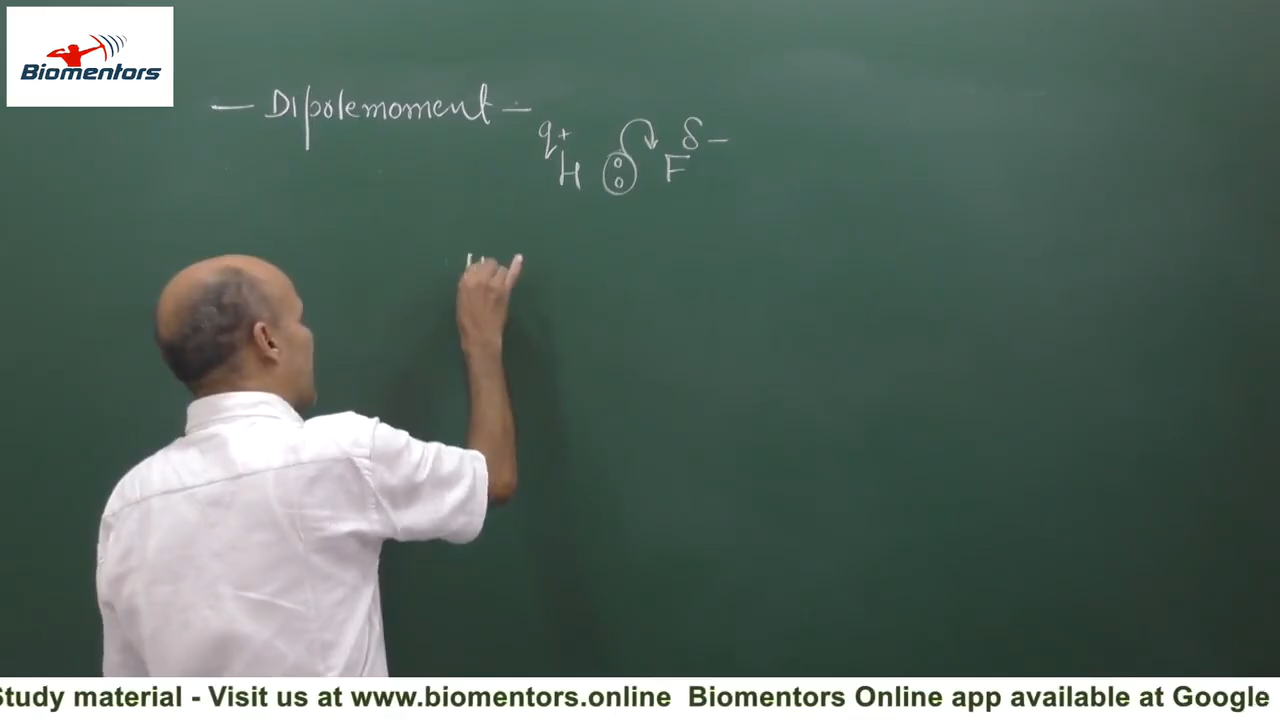 Biomentors
— Dipolemoment —
q+ δ–
H : F
Study material - Visit us at www.biomentors.online Biomentors Online app available at Google